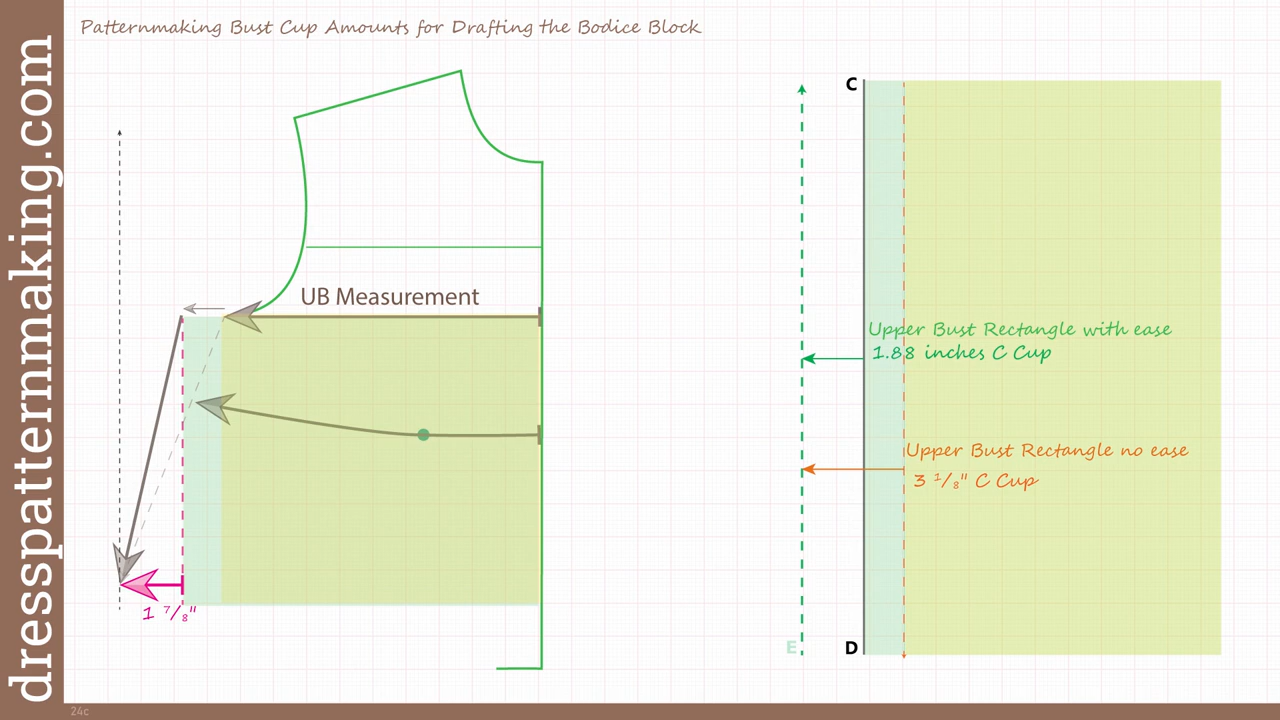 Patternmaking Bust Cup Amounts for Drafting the Bodice Block
dresspatternmaking.com
UB Measurement
1 7/8"
C
Upper Bust Rectangle with ease
1.88 inches C Cup
Upper Bust Rectangle no ease
3 1/8" C Cup
E
D
24c